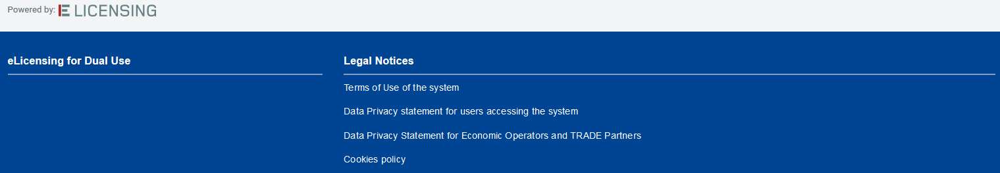 Powered by: E LICENSING
eLicensing for Dual Use
Legal Notices
Terms of Use of the system
Data Privacy statement for users accessing the system
Data Privacy Statement for Economic Operators and TRADE Partners
Cookies policy